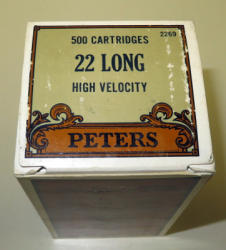 2269
500 CARTRIDGES
22 LONG
HIGH VELOCITY
PETERS